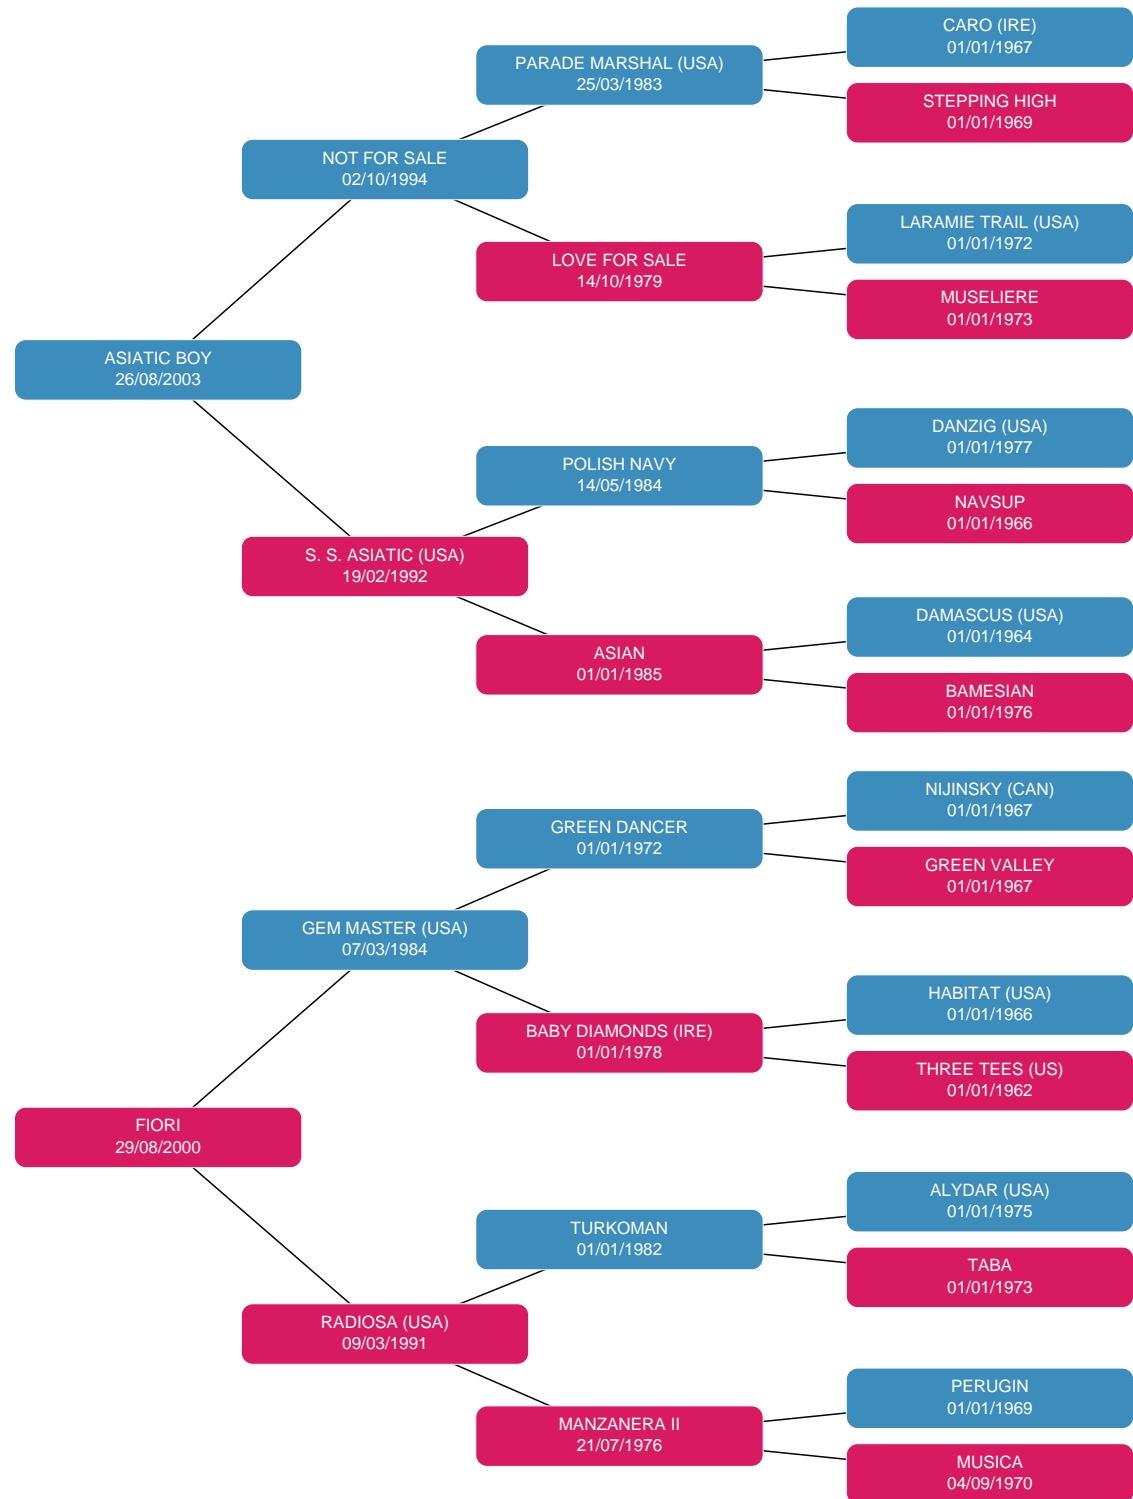 CARO (IRE)
01/01/1967
PARADE MARSHAL (USA)
25/03/1983
STEPPING HIGH
01/01/1969
NOT FOR SALE
02/10/1994
LARAMIE TRAIL (USA)
01/01/1972
LOVE FOR SALE
14/10/1979
MUSELIERE
01/01/1973
ASIATIC BOY
26/08/2003
DANZIG (USA)
01/01/1977
POLISH NAVY
14/05/1984
NAVSUP
01/01/1966
S. S. ASIATIC (USA)
19/02/1992
DAMASCUS (USA)
01/01/1964
ASIAN
01/01/1985
BAMESIAN
01/01/1976
NIJINSKY (CAN)
01/01/1967
GREEN DANCER
01/01/1972
GREEN VALLEY
01/01/1967
GEM MASTER (USA)
07/03/1984
HABITAT (USA)
01/01/1966
BABY DIAMONDS (IRE)
01/01/1978
THREE TEES (US)
01/01/1962
FIORI
29/08/2000
ALYDAR (USA)
01/01/1975
TURKOMAN
01/01/1982
TABA
01/01/1973
RADIOSA (USA)
09/03/1991
PERUGIN
01/01/1969
MANZANERA II
21/07/1976
MUSICA
04/09/1970